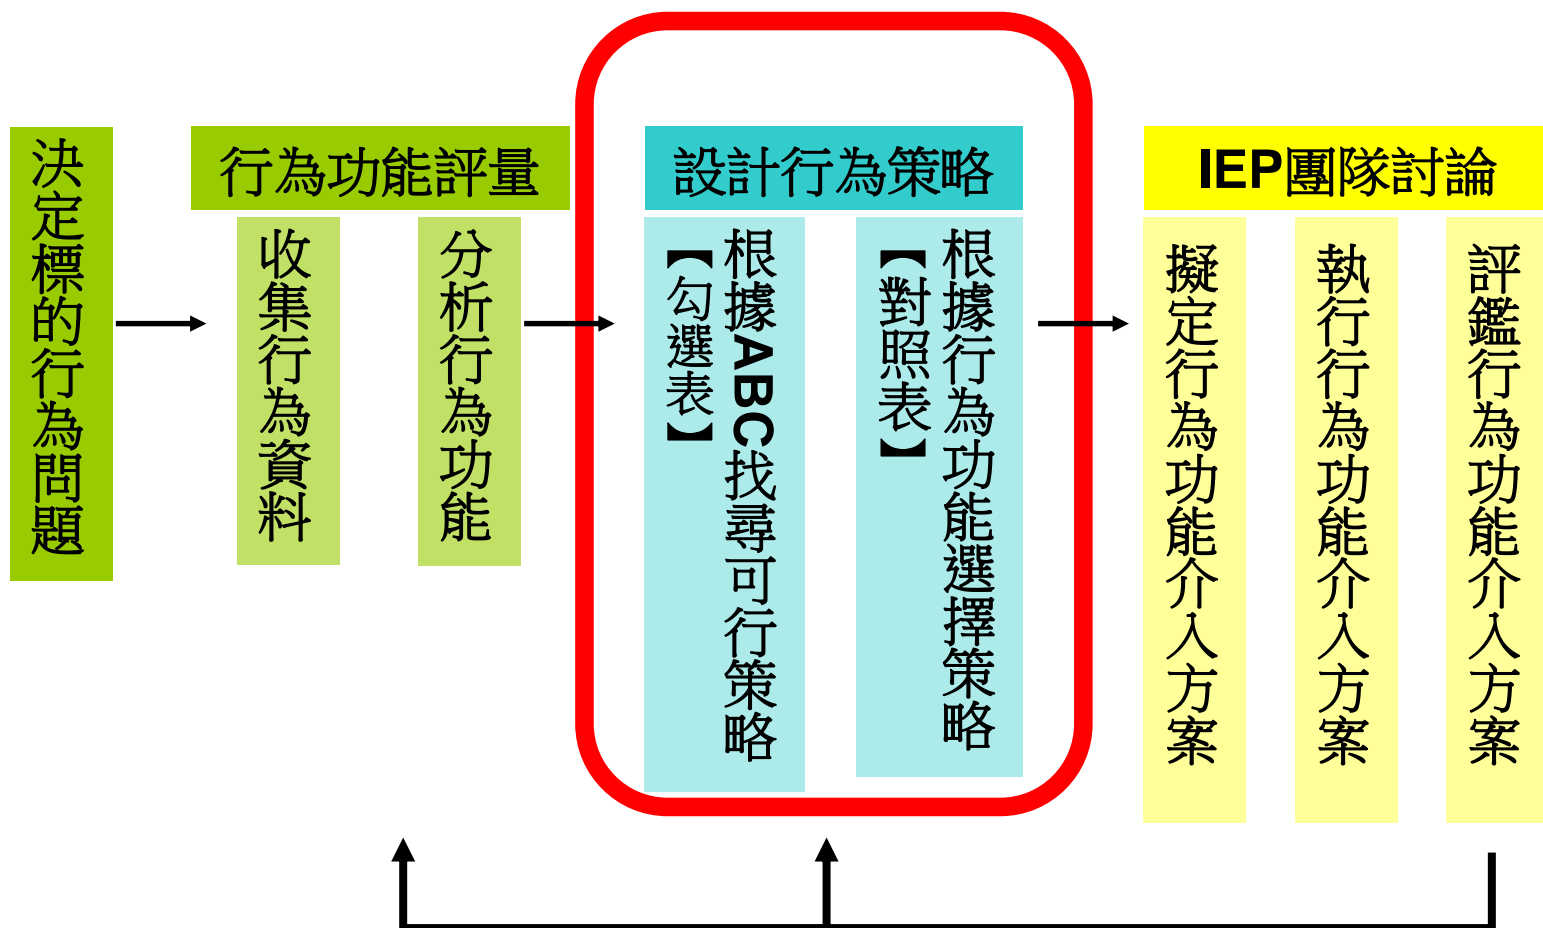 決定標的行為問題
行為功能評量
收集行為資料
分析行為功能
設計行為策略
根據ABC找尋可行策略
【勾選表】
根據行為功能選擇策略
【對照表】
IEP團隊討論
擬定行為功能介入方案
執行行為功能介入方案
評鑑行為功能介入方案